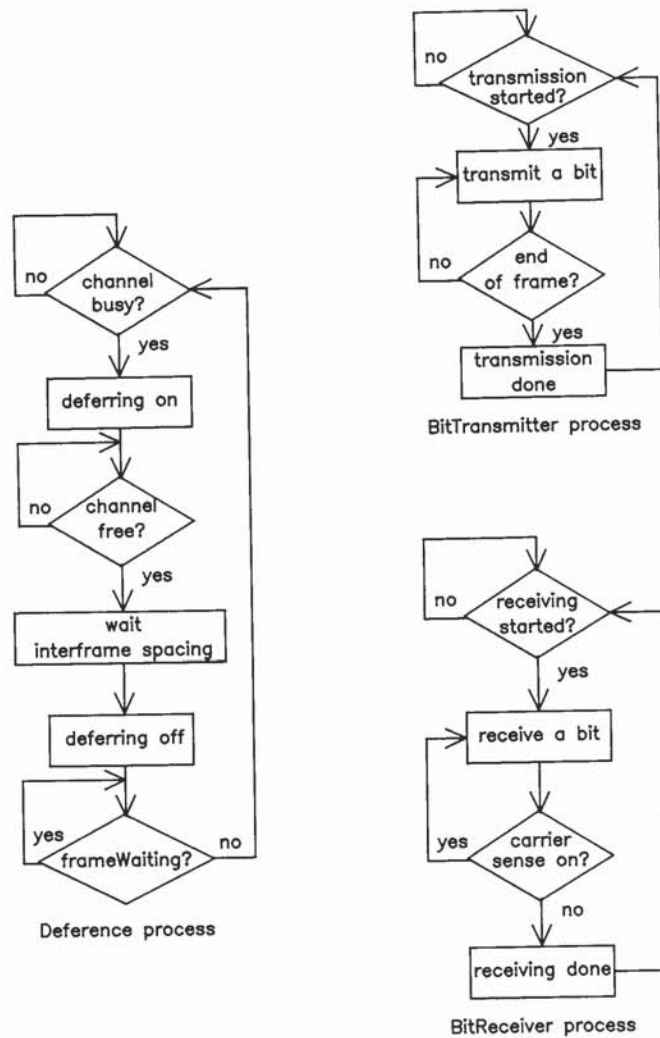 no
channel
busy?
yes
deferring on
no
channel
free?
yes
wait
interframe spacing
deferring off
yes
frameWaiting?
no
Deference process
no
transmission
started?
yes
transmit a bit
no
end
of frame?
yes
transmission
done
BitTransmitter process
no
receiving
started?
yes
receive a bit
yes
carrier
sense on?
no
receiving done
BitReceiver process